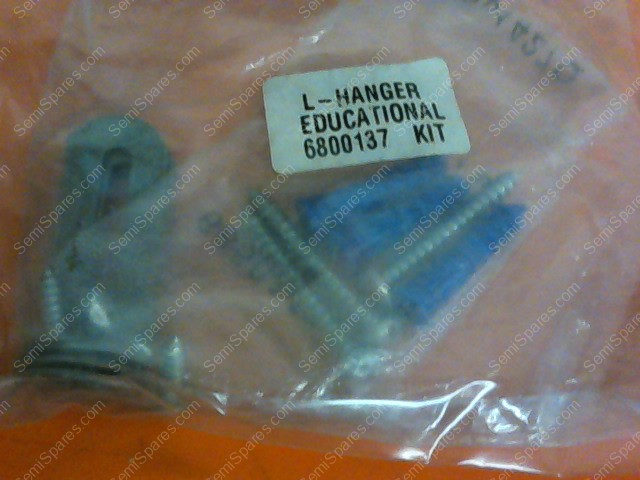 L-HANGER
EDUCATIONAL
6800137 KIT
SemiSpares.com